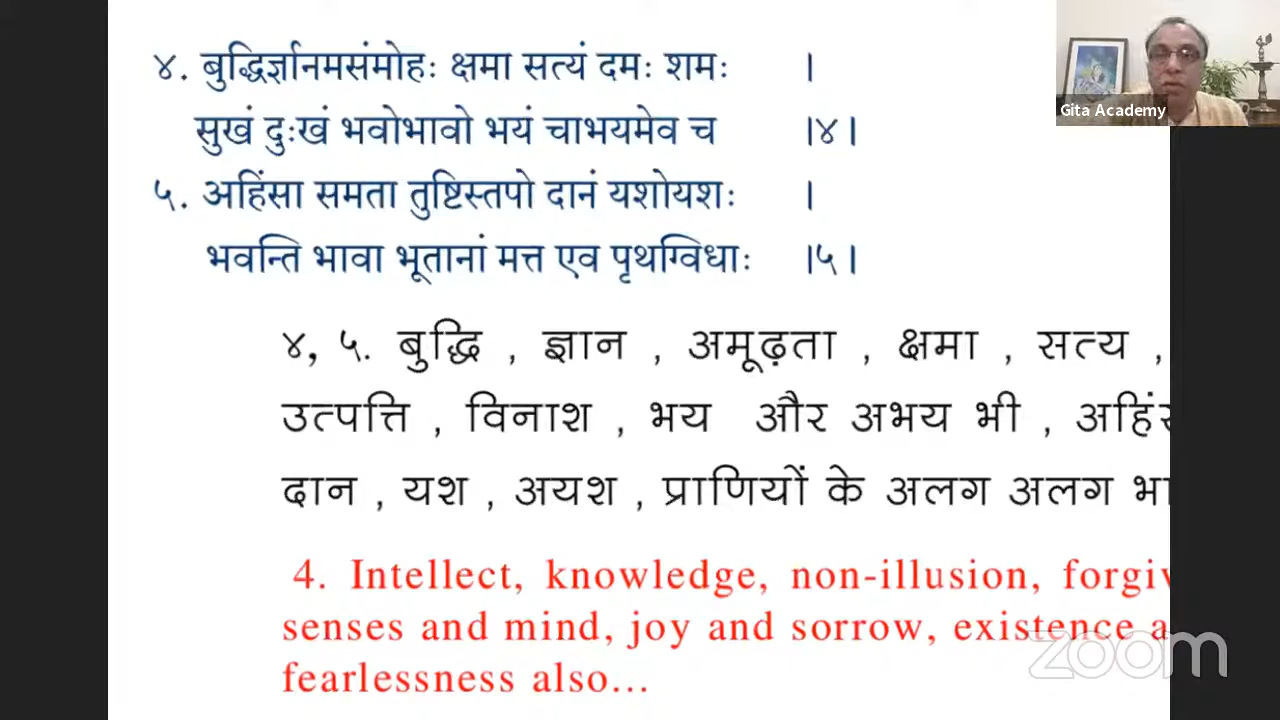 ४. बुद्धिर्ज्ञानमसंमोहः क्षमा सत्यं दमः शमः ।
सुखं दुःखं भवोभावो भयं चाभयमेव च ।४।
५. अहिंसा समता तुष्टिस्तपो दानं यशोयशः ।
भवन्ति भावा भूतानां मत्त एव पृथग्विधाः ।५।
४, ५. बुद्धि , ज्ञान , अमूढ़ता , क्षमा , सत्य ,
उत्पत्ति , विनाश , भय और अभय भी ,
दान , यश , अयश , प्राणियों के अलग अलग
4. Intellect, knowledge, non-illusion,
senses and mind, joy and sorrow, existence
fearlessness also...
Gita Academy
zoom